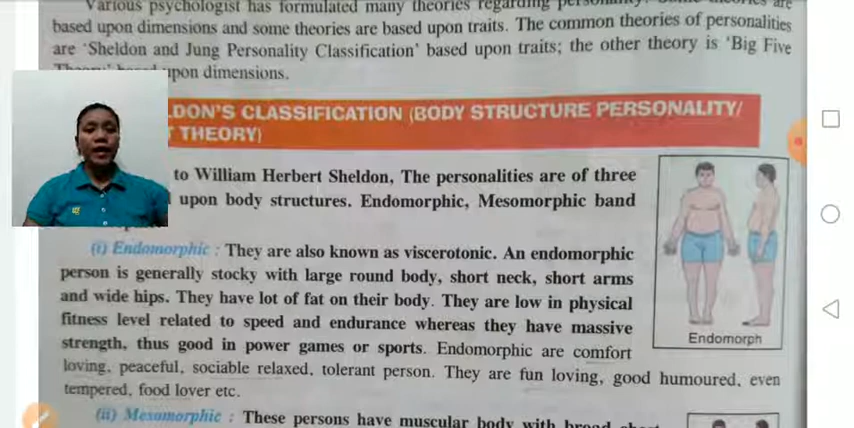 Various psychologist has formulated many theories regarding
based upon dimensions and some theories are based upon traits. The common theories of personalities
are ‘Sheldon and Jung Personality Classification’ based upon traits; the other theory is ‘Big Five
upon dimensions.
LDON'S CLASSIFICATION (BODY STRUCTURE PERSONALITY/
T THEORY)
to William Herbert Sheldon, The personalities are of three
upon body structures. Endomorphic, Mesomorphic band
(i) Endomorphic : They are also known as viscerotonic. An endomorphic
person is generally stocky with large round body, short neck, short arms
and wide hips. They have lot of fat on their body. They are low in physical
fitness level related to speed and endurance whereas they have massive
strength, thus good in power games or sports. Endomorphic are comfort
loving, peaceful, sociable relaxed, tolerant person. They are fun loving, good humoured, even
tempered, food lover etc.
Endomorph
(ii) Mesomorphic : These persons have muscular body with